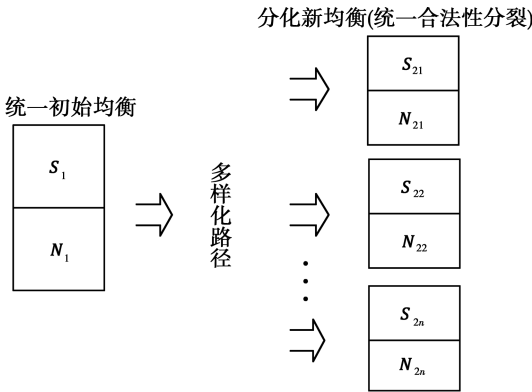 分化新均衡(统一合法性分裂)
统一初始均衡
S₁
N₁
多样化路径
S₂₁
N₂₁
S₂₂
N₂₂
S₂ₙ
N₂ₙ